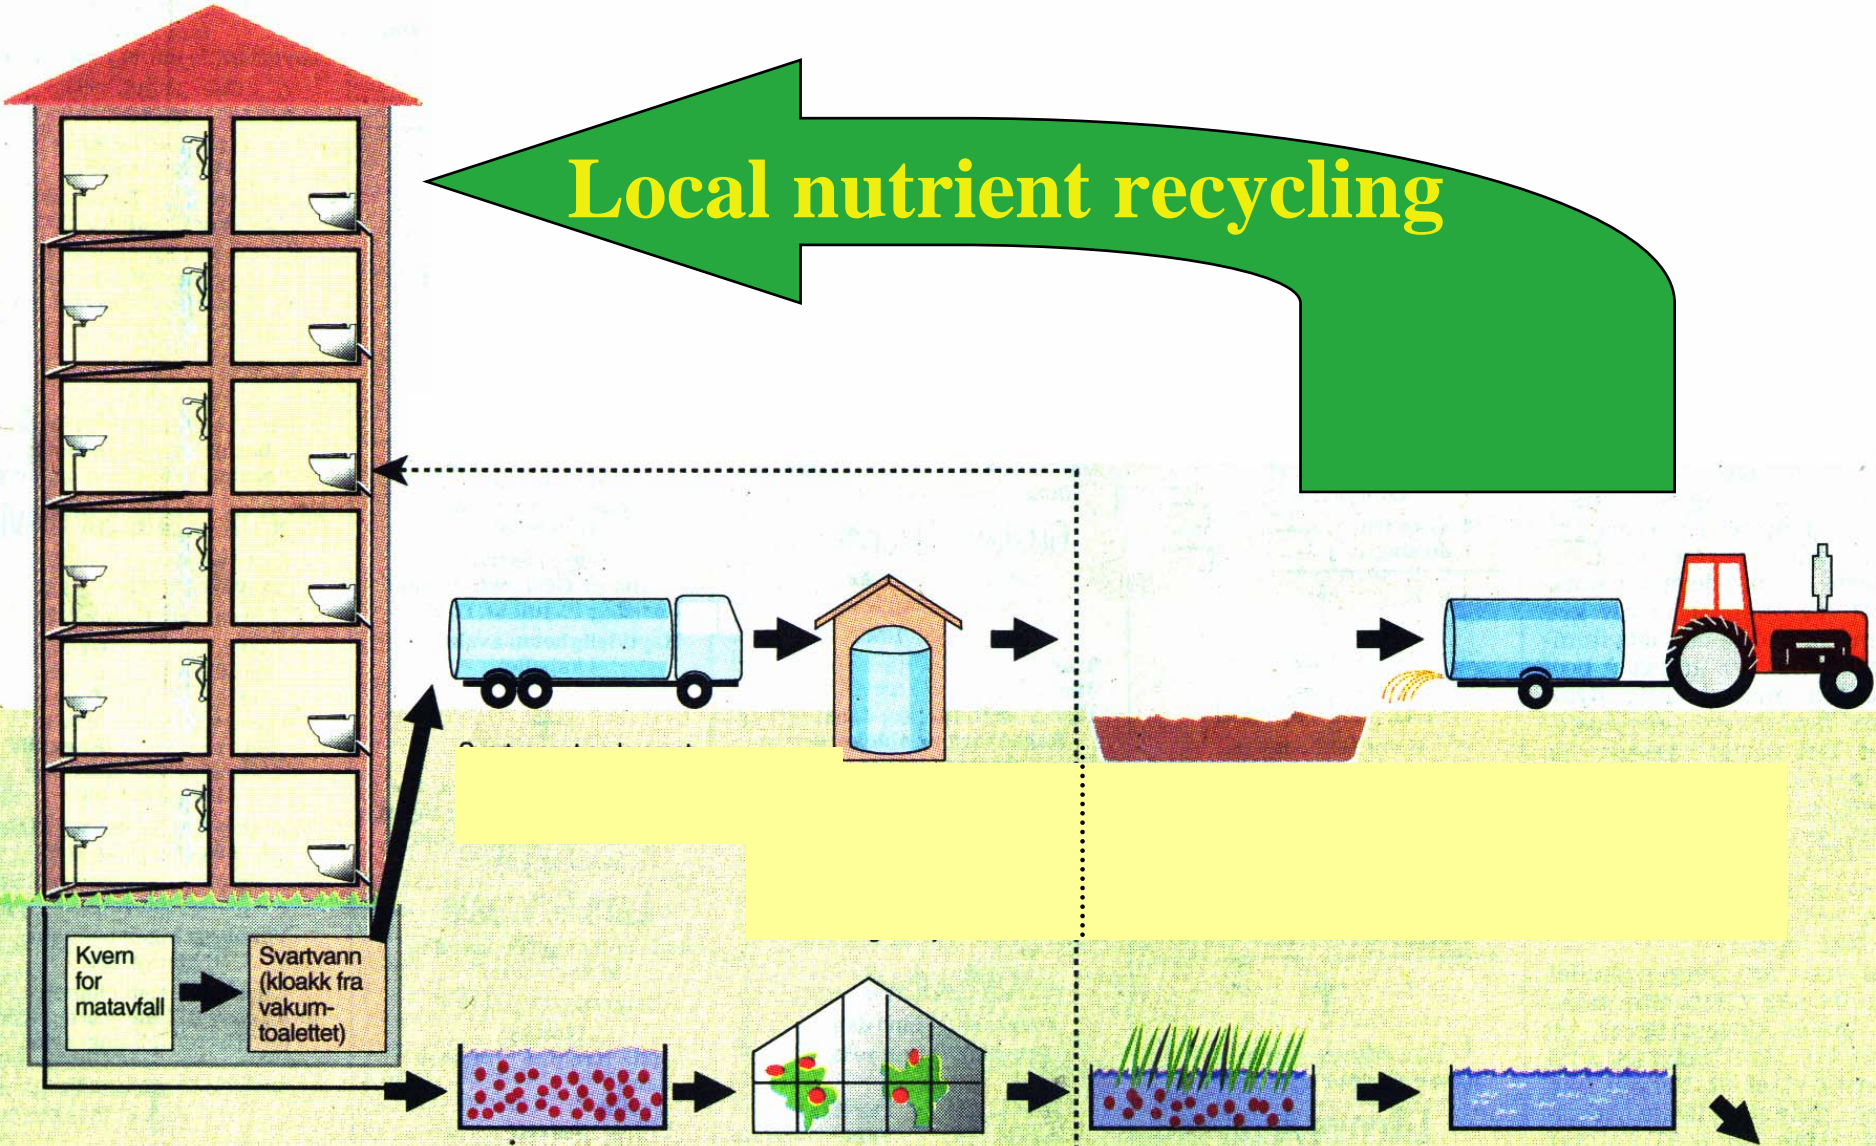 Local nutrient recycling
Kvern
for
matavfall
Svartvann
(kloakk fra
vakum-
toalettet)